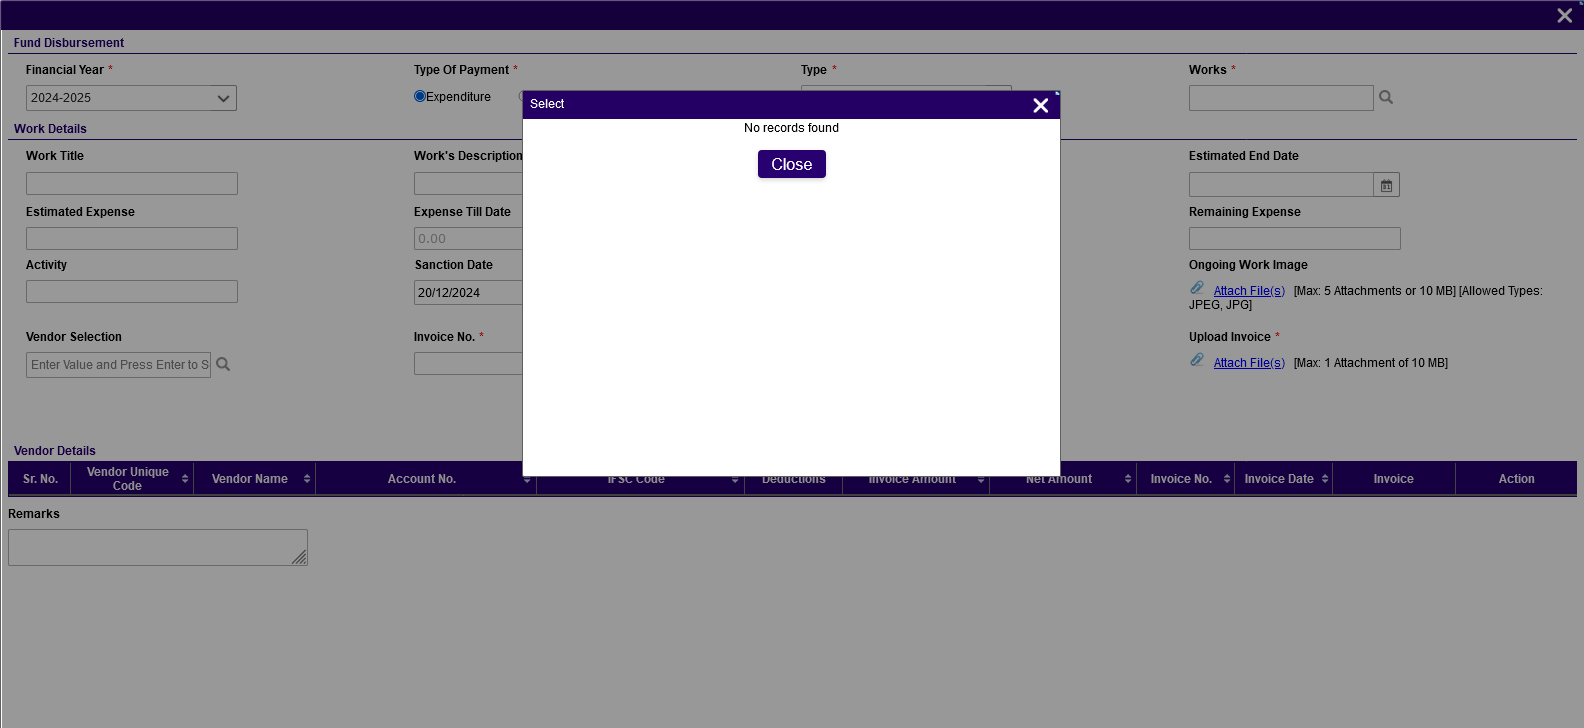 Fund Disbursement
Financial Year *
Type Of Payment *
Type *
Works *
2024-2025
Expenditure
Select
No records found
Close
Work Details
Work Title
Work's Description
Estimated End Date
Estimated Expense
Expense Till Date
Remaining Expense
0.00
Activity
Sanction Date
Ongoing Work Image
20/12/2024
Attach File(s) [Max: 5 Attachments or 10 MB] [Allowed Types:
JPEG, JPG]
Vendor Selection
Invoice No. *
Upload Invoice *
Enter Value and Press Enter to S
Attach File(s) [Max: 1 Attachment of 10 MB]
Vendor Details
Sr. No.
Vendor Unique
Code
Vendor Name
Account No.
IFSC Code
Deductions
Invoice Amount
Net Amount
Invoice No.
Invoice Date
Invoice
Action
Remarks